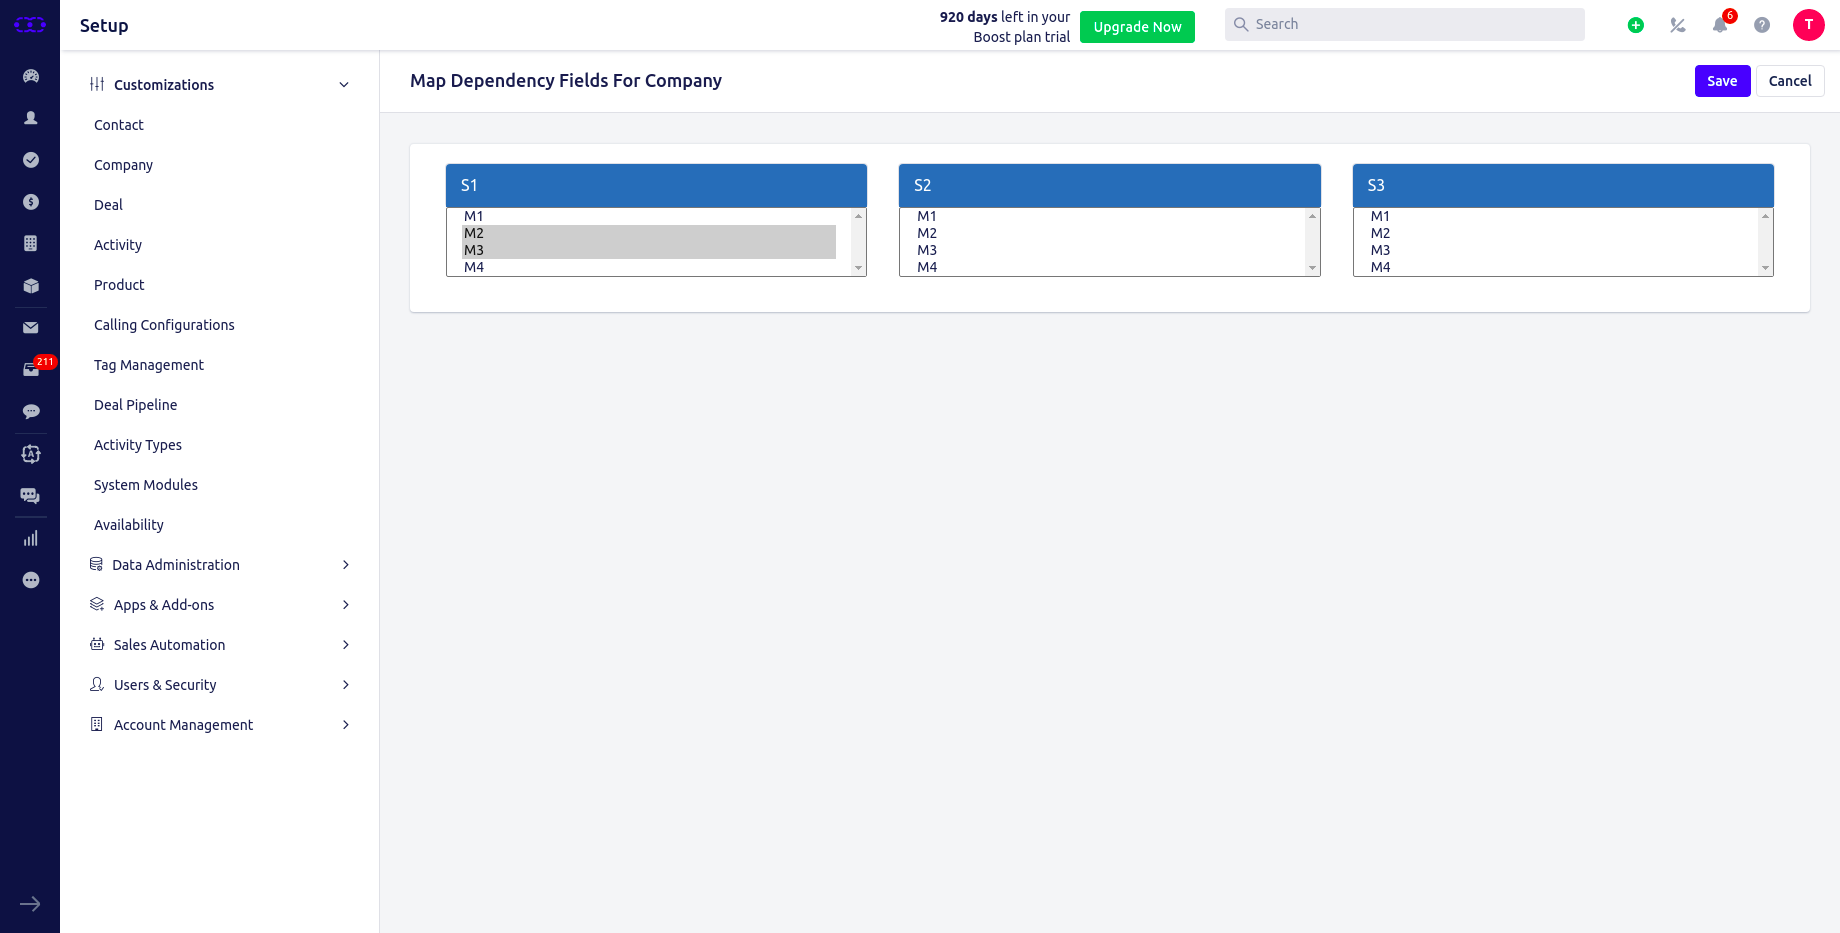 Setup
920 days left in your
Boost plan trial
Upgrade Now
Search
6
?
T
211
Customizations
Contact
Company
Deal
Activity
Product
Calling Configurations
Tag Management
Deal Pipeline
Activity Types
System Modules
Availability
Data Administration
Apps & Add-ons
Sales Automation
Users & Security
Account Management
Map Dependency Fields For Company
Save
Cancel
S1
M1
M2
M3
M4
S2
M1
M2
M3
M4
S3
M1
M2
M3
M4